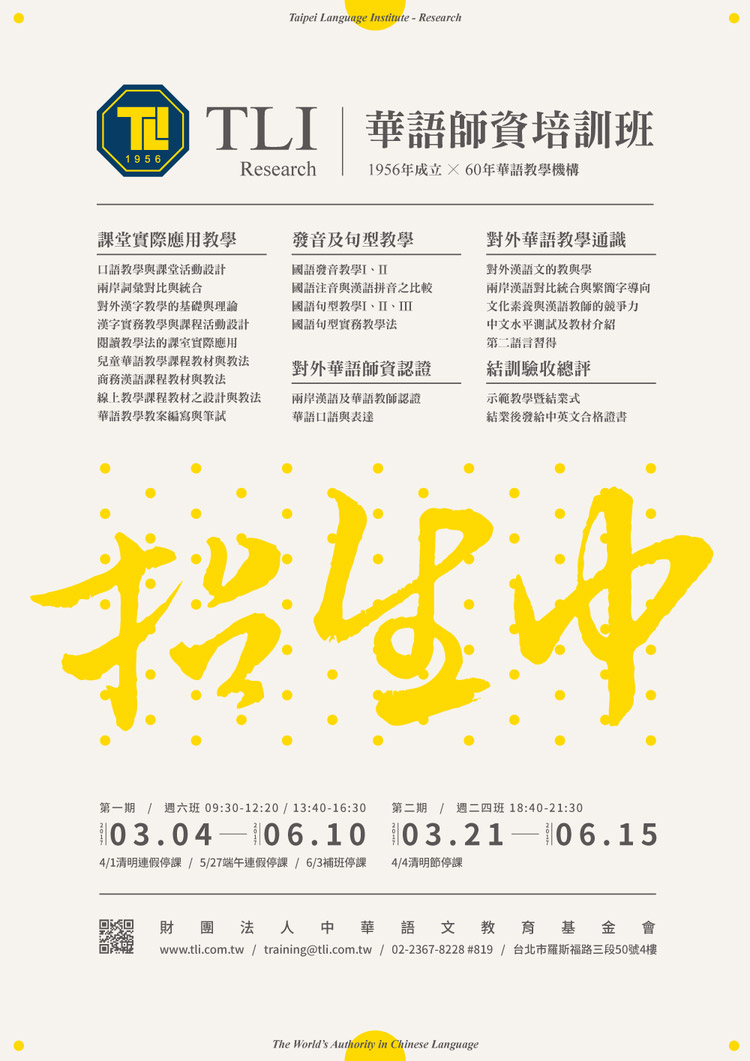 Taipei Language Institute - Research
TLI
1956
TLI
Research
華語師資培訓班
1956年成立 × 60年華語教學機構
課堂實際應用教學
口語教學與課堂活動設計
兩岸詞彙對比與統合
對外漢字教學的基礎與理論
漢字實務教學與課程活動設計
閱讀教學法的課室實際應用
兒童華語教學課程教材與教法
商務漢語課程教材與教法
線上教學課程教材之設計與教法
華語教學教案編寫與筆試
發音及句型教學
國語發音教學I、II
國語注音與漢語拼音之比較
國語句型教學I、II、III
國語句型實務教學法
對外華語師資認證
兩岸漢語及華語教師認證
華語口語與表達
對外華語教學通識
對外漢語文的教與學
兩岸漢語對比統合與繁簡字導向
文化素養與漢語教師的競爭力
中文水平測試及教材介紹
第二語言習得
結訓驗收總評
示範教學暨結業式
結業後發給中英文合格證書
招生中
第一期 / 週六班 09:30-12:20 / 13:40-16:30
2017 03.04 — 2017 06.10
4/1清明連假停課 / 5/27端午連假停課 / 6/3補班停課
第二期 / 週二四班 18:40-21:30
2017 03.21 — 2017 06.15
4/4清明節停課
財團法人中華語文教育基金會
www.tli.com.tw / training@tli.com.tw / 02-2367-8228 #819 / 台北市羅斯福路三段50號4樓
The World's Authority in Chinese Language